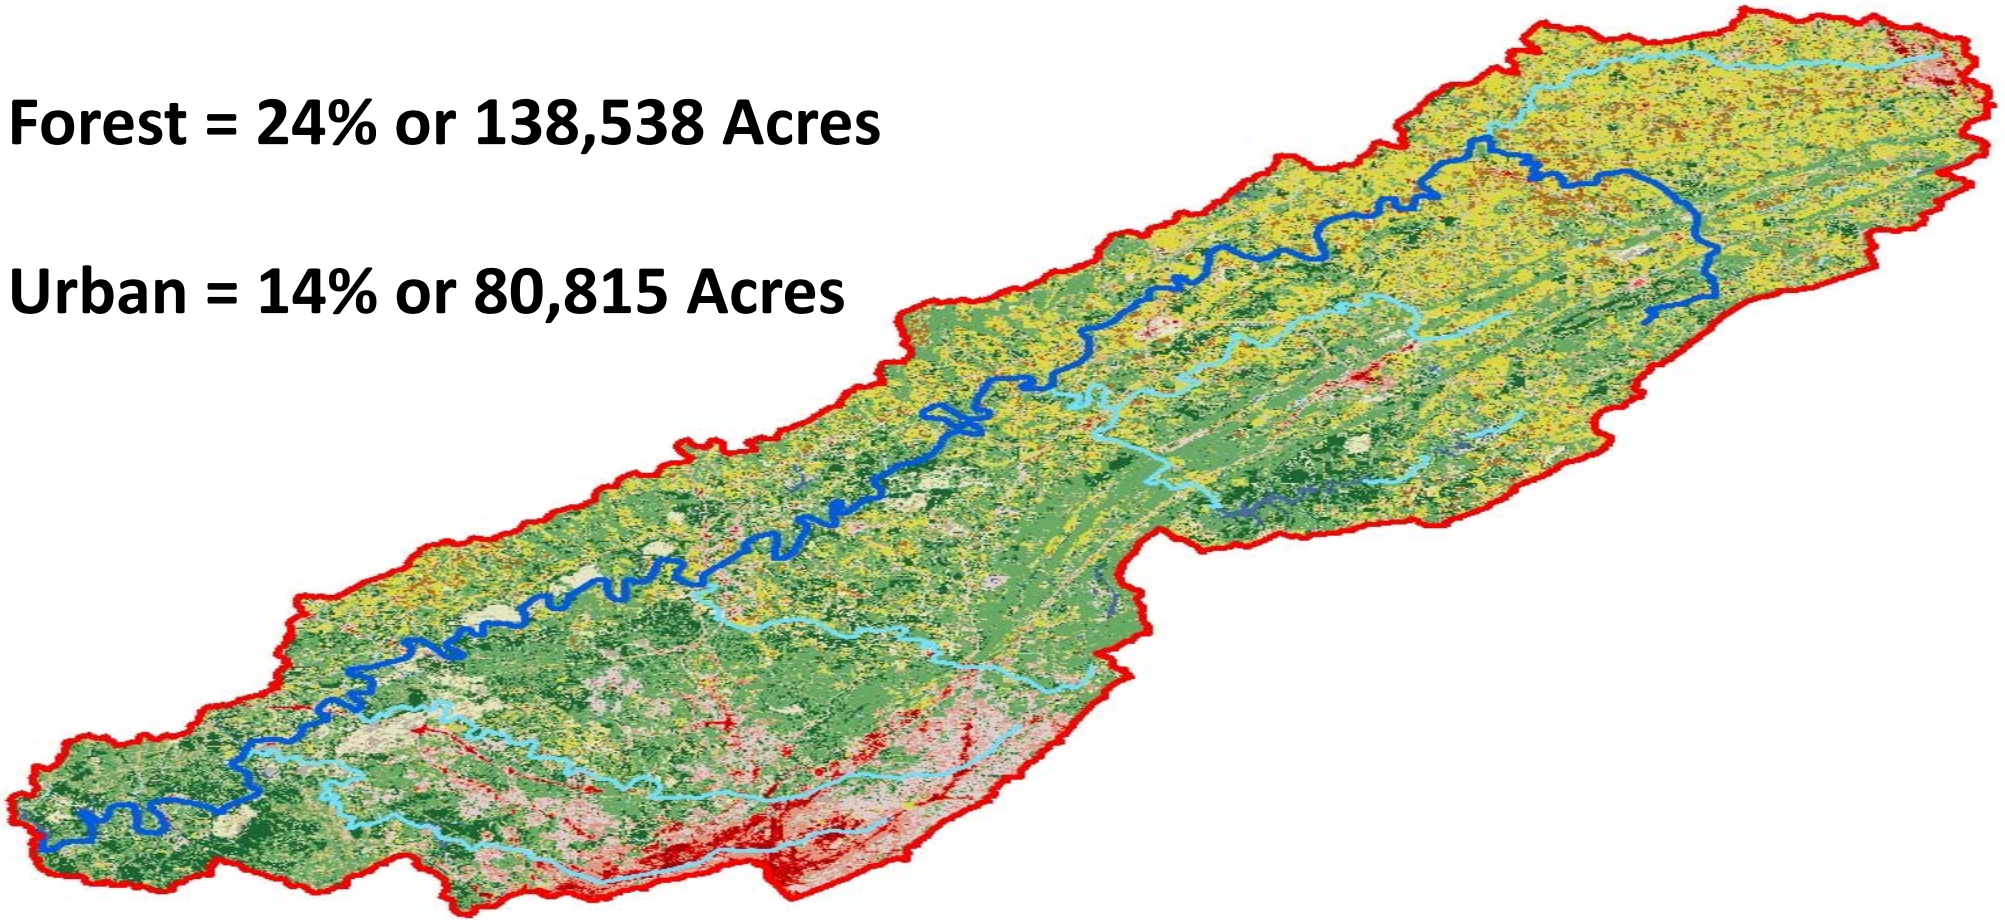 Forest = 24% or 138,538 Acres
Urban = 14% or 80,815 Acres